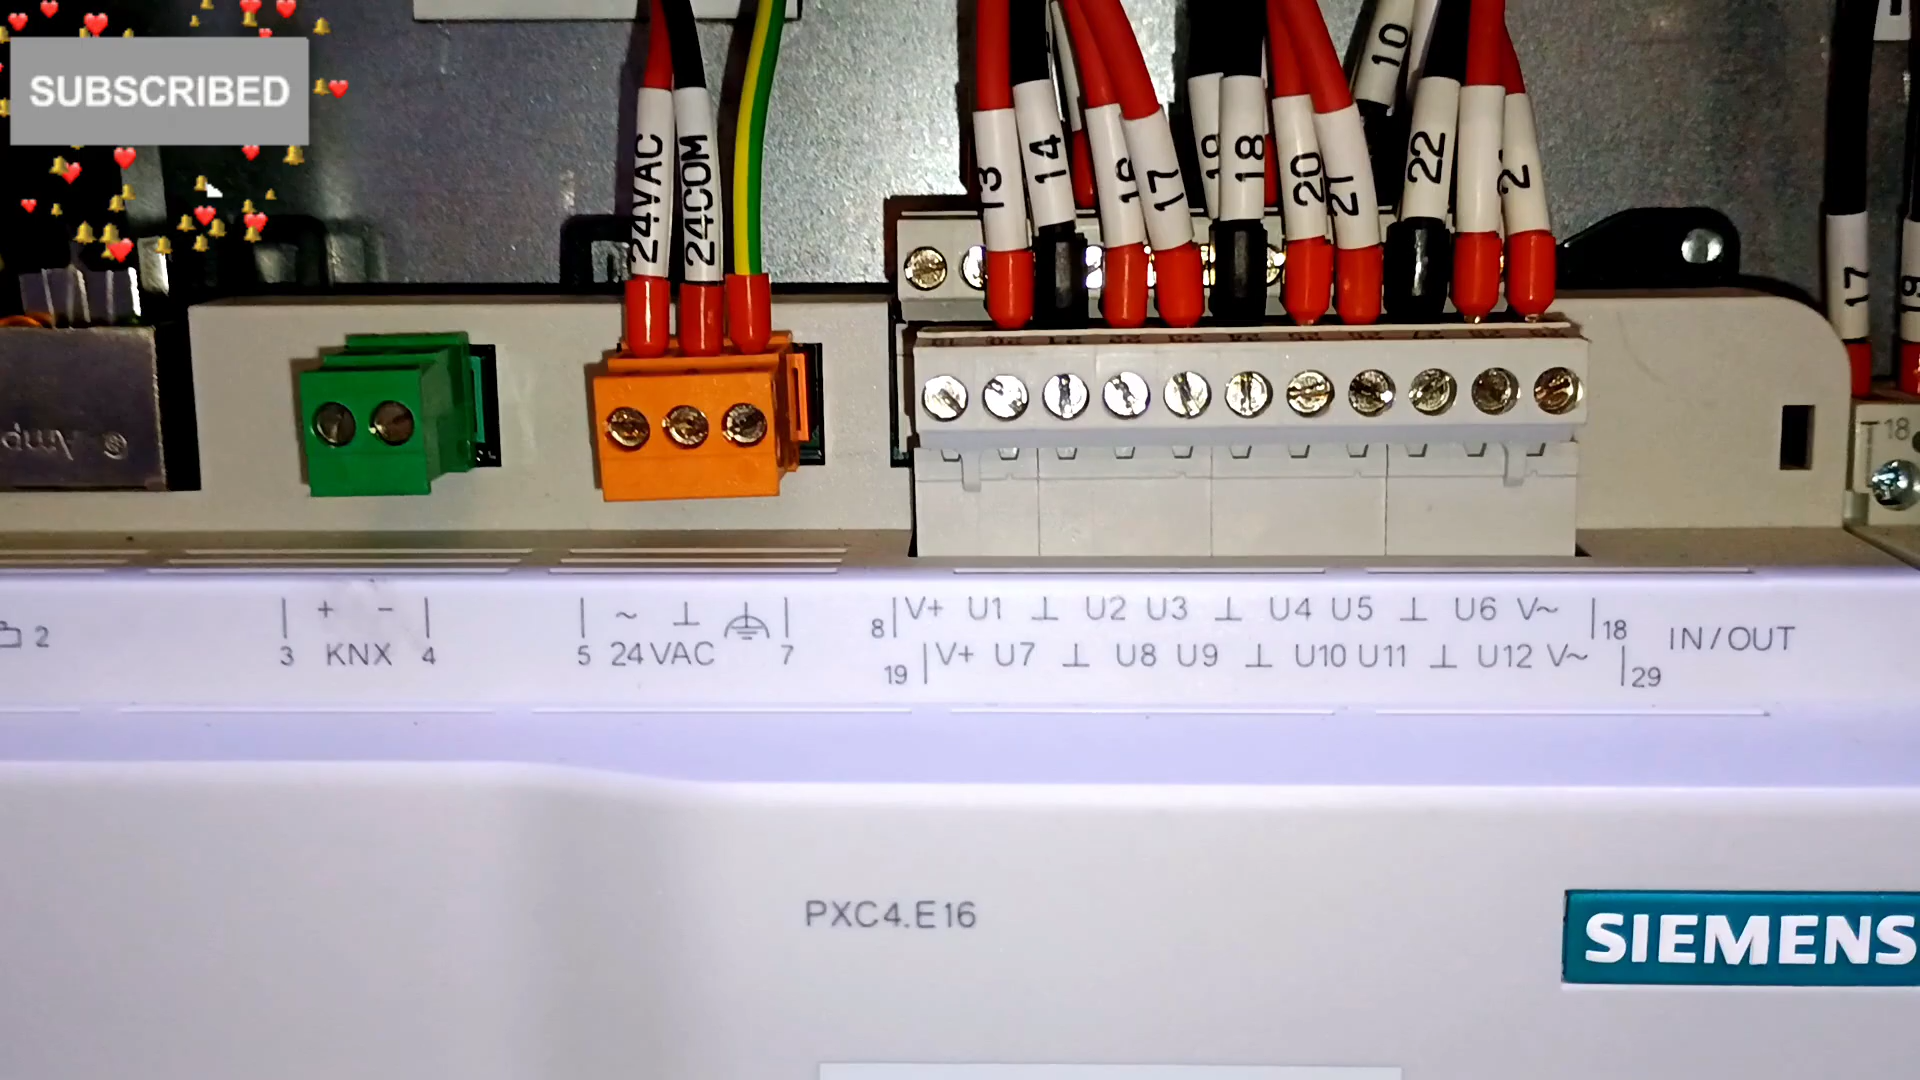 SUBSCRIBED
24VAC
24COM
13
14
17
18
20
21
10
22
17
19
Amp
18
2
+ -
3 KNX 4
~ ⊥
5 24VAC 7
8 V+ U1 ⊥ U2 U3 ⊥ U4 U5 ⊥ U6 V~ 18
19 V+ U7 ⊥ U8 U9 ⊥ U10 U11 ⊥ U12 V~ 29
IN/OUT
PXC4.E16
SIEMENS